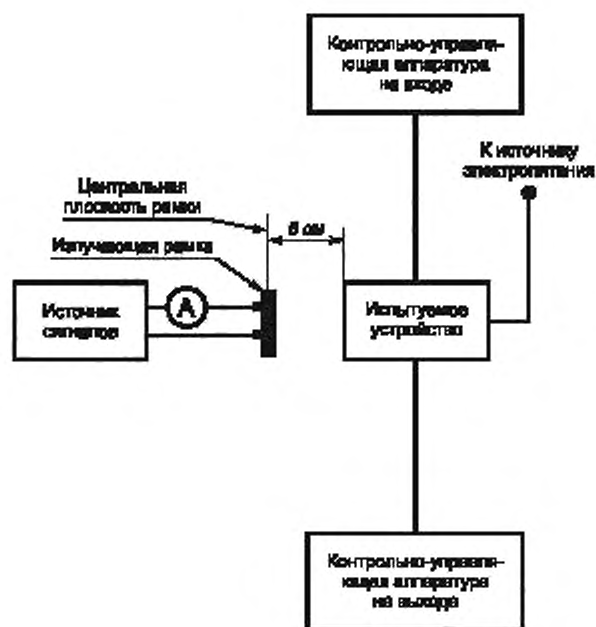 Контрольно-управля-
ющая аппаратура
на входе
К источнику
электропитания
Центральная
плоскость рамки
5 см
Излучающая рамка
Источник
сигналов
А
Испытуемое
устройство
Контрольно-управля-
ющая аппаратура
на выходе